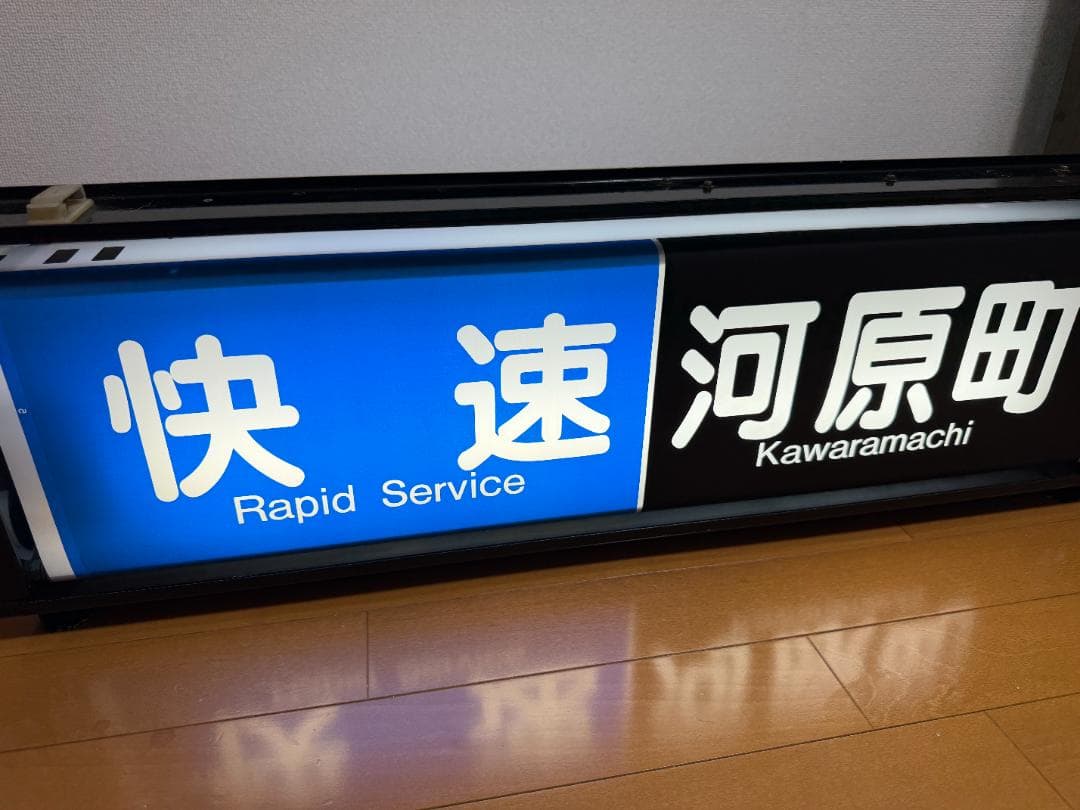 快速
Rapid Service
河原町
Kawaramachi